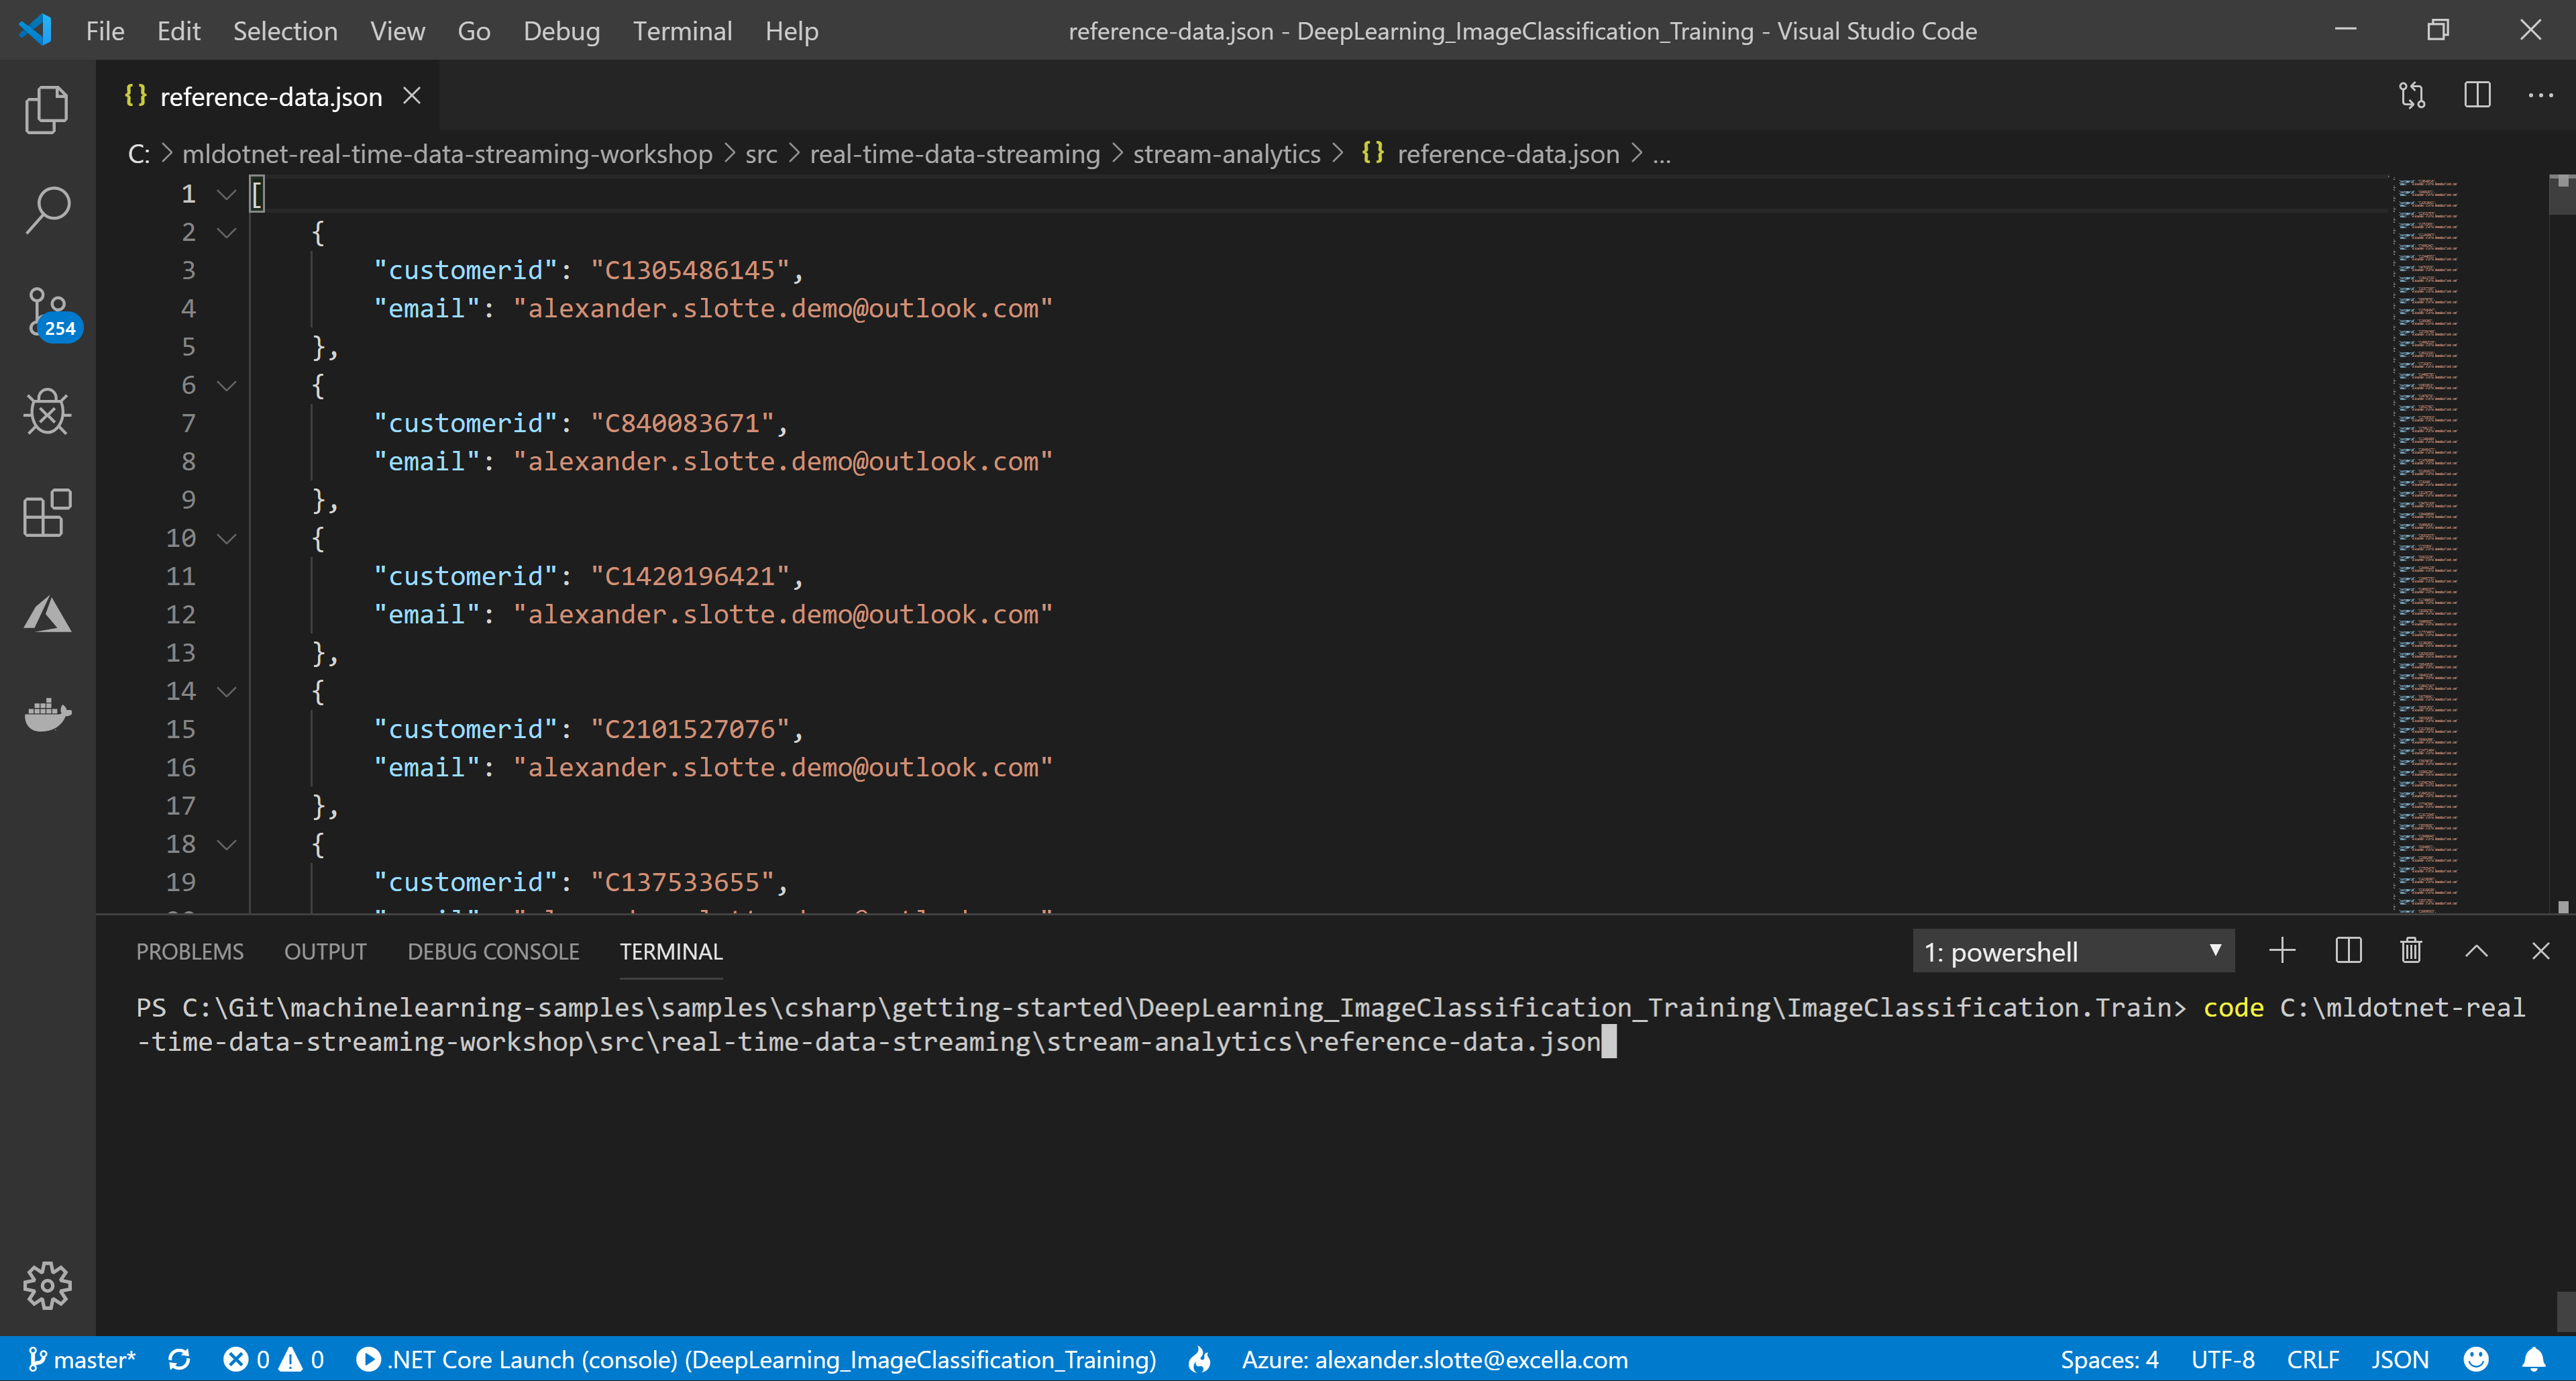 File Edit Selection View Go Debug Terminal Help reference-data.json - DeepLearning_ImageClassification_Training - Visual Studio Code
{} reference-data.json
C: > mldotnet-real-time-data-streaming-workshop > src > real-time-data-streaming > stream-analytics > {} reference-data.json > ...
1 [
2 {
3 "customerid": "C1305486145",
4 "email": "alexander.slotte.demo@outlook.com"
5 },
6 {
7 "customerid": "C840083671",
8 "email": "alexander.slotte.demo@outlook.com"
9 },
10 {
11 "customerid": "C1420196421",
12 "email": "alexander.slotte.demo@outlook.com"
13 },
14 {
15 "customerid": "C2101527076",
16 "email": "alexander.slotte.demo@outlook.com"
17 },
18 {
19 "customerid": "C137533655",
254
PROBLEMS OUTPUT DEBUG CONSOLE TERMINAL 1: powershell
PS C:\Git\machinelearning-samples\samples\csharp\getting-started\DeepLearning_ImageClassification_Training\ImageClassification.Train> code C:\mldotnet-real
-time-data-streaming-workshop\src\real-time-data-streaming\stream-analytics\reference-data.json
master* 0 0 .NET Core Launch (console) (DeepLearning_ImageClassification_Training) Azure: alexander.slotte@excella.com Spaces: 4 UTF-8 CRLF JSON